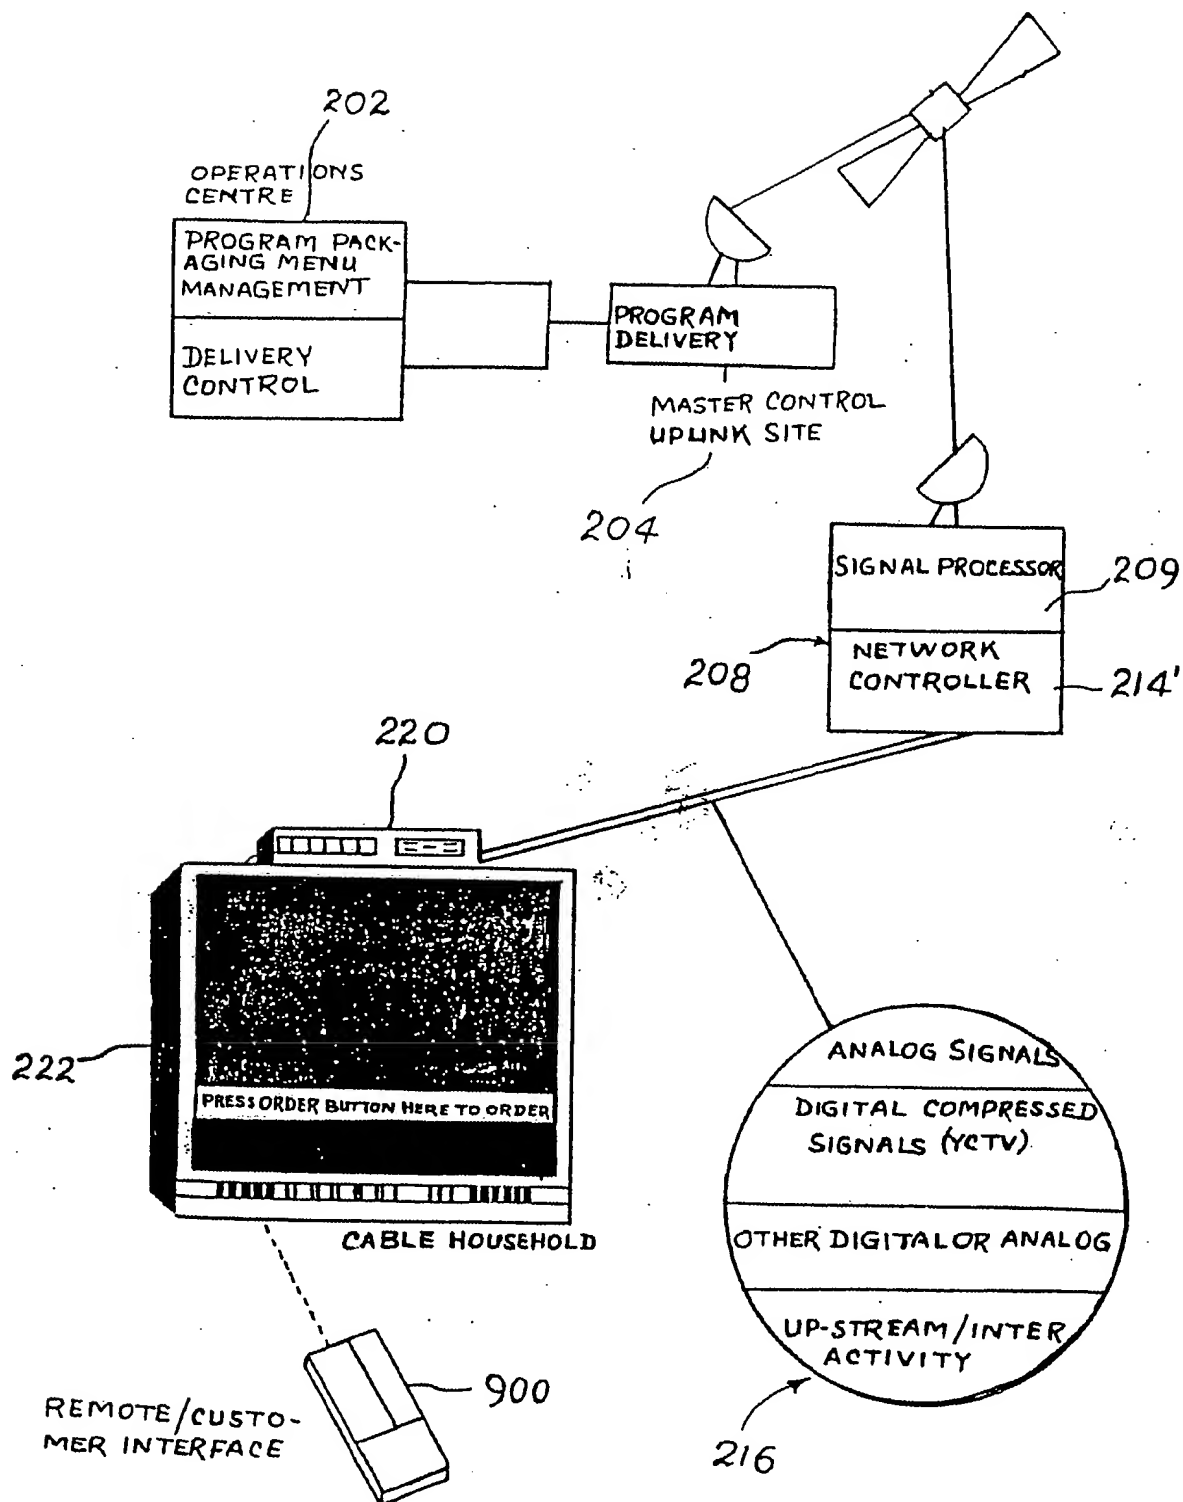 202
OPERATIONS
CENTRE
PROGRAM PACK-
AGING MENU
MANAGEMENT
DELIVERY
CONTROL
PROGRAM
DELIVERY
MASTER CONTROL
UPLINK SITE
204
SIGNAL PROCESSOR
209
208
NETWORK
CONTROLLER
214'
220
222
PRESS ORDER BUTTON HERE TO ORDER
CABLE HOUSEHOLD
ANALOG SIGNALS
DIGITAL COMPRESSED
SIGNALS (YCTV)
OTHER DIGITAL OR ANALOG
UP-STREAM/INTER
ACTIVITY
216
900
REMOTE/CUSTO-
MER INTERFACE